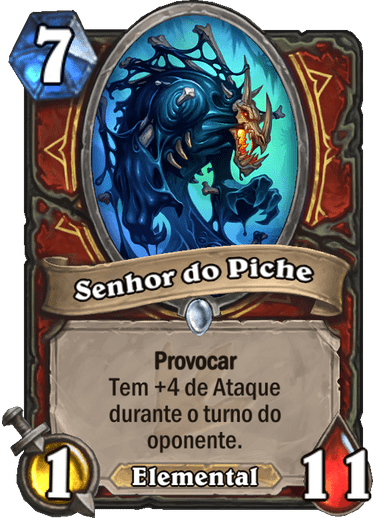 7
Senhor do Piche
Provocar
Tem +4 de Ataque
durante o turno do
oponente.
Elemental
1
11